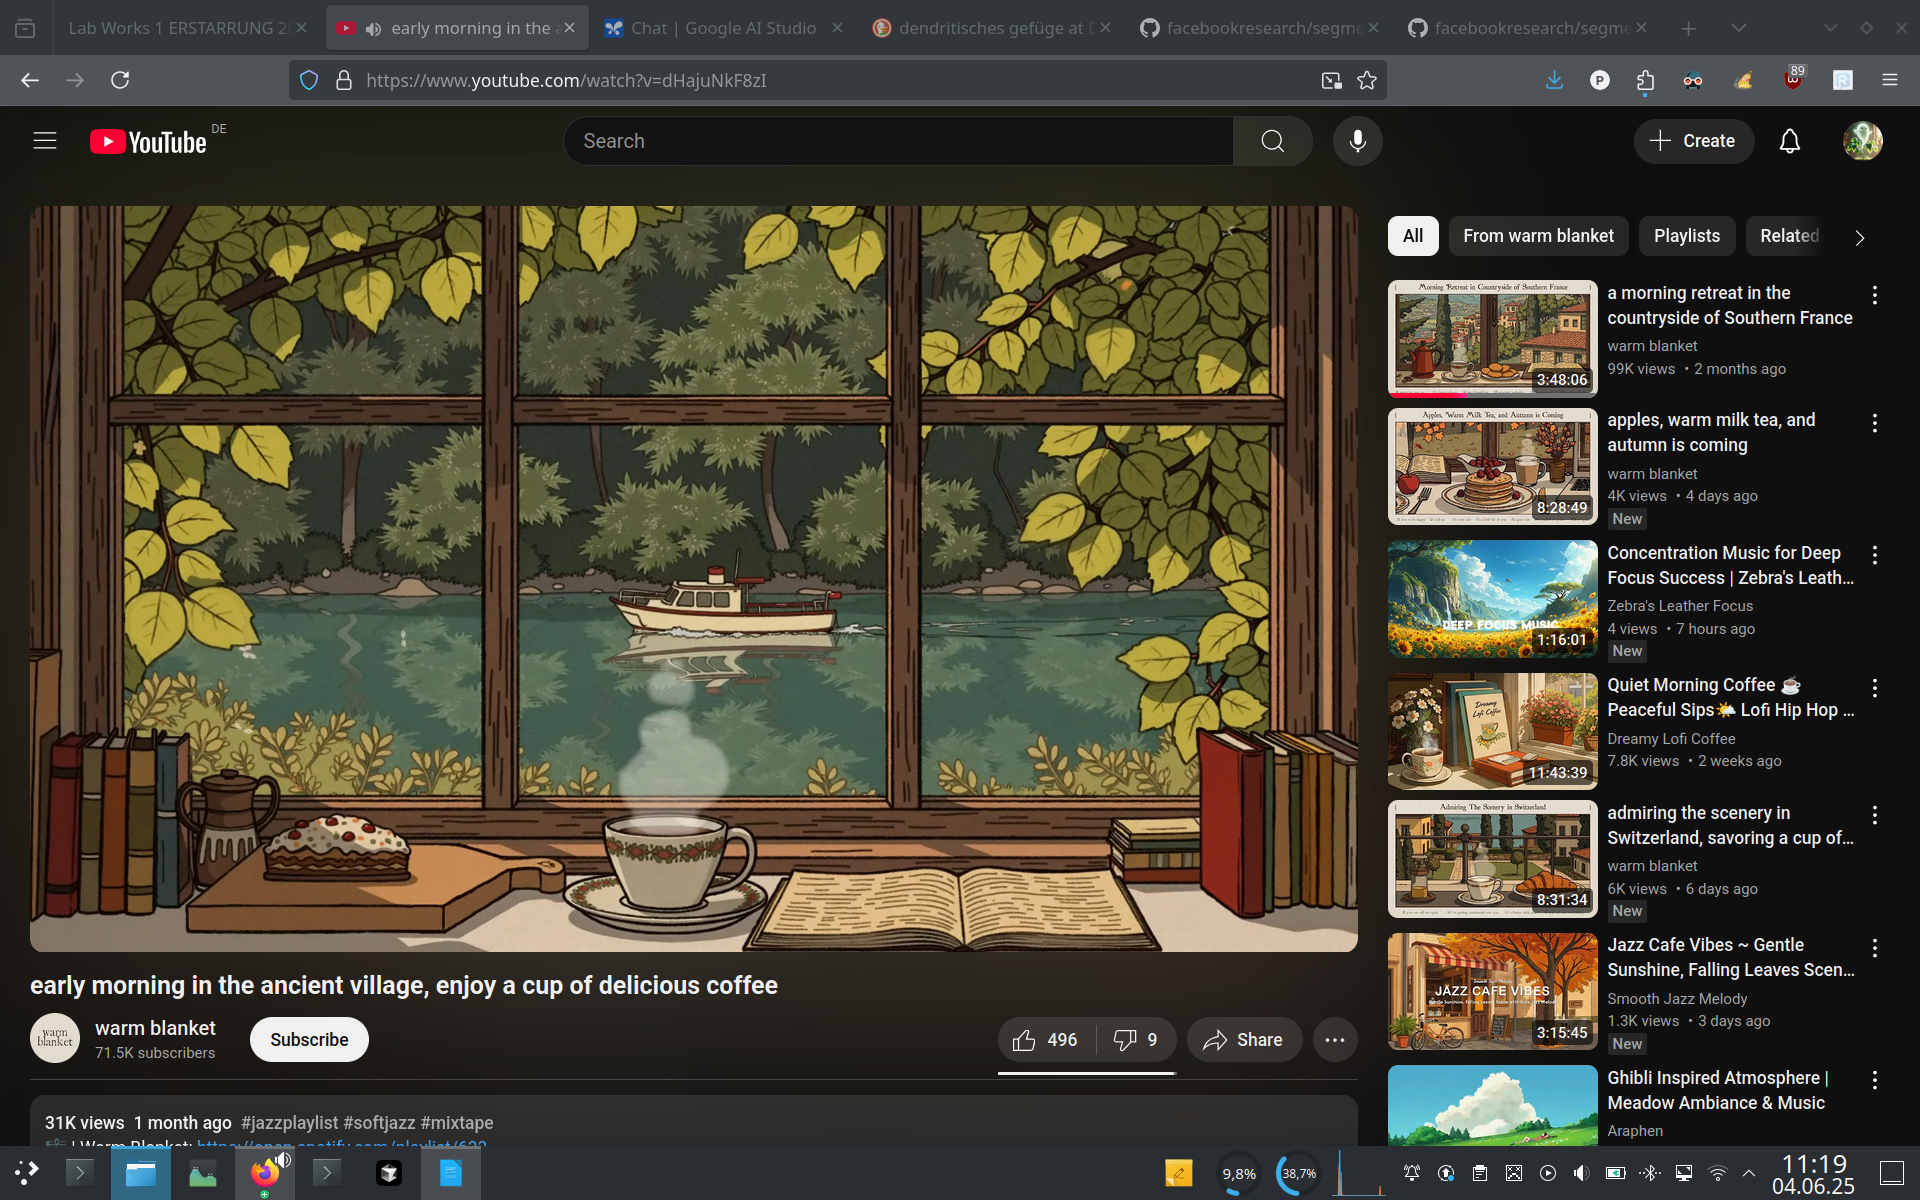 Lab Works 1 ERSTARRUNG 20
early morning in the a
Chat | Google AI Studio
dendritisches gefüge at D
facebookresearch/segme
facebookresearch/segme
https://www.youtube.com/watch?v=dHajuNkF8zI
P
89
YouTube
DE
Search
Create
All
From warm blanket
Playlists
Related
Morning Retreat in Countryside of Southern France
3:48:06
a morning retreat in the
countryside of Southern France
warm blanket
99K views • 2 months ago
Apples, Warm Milk Tea, and Autumn is Coming
8:28:49
apples, warm milk tea, and
autumn is coming
warm blanket
4K views • 4 days ago
New
DEEP FOCUS MUSIC
1:16:01
Concentration Music for Deep
Focus Success | Zebra's Leath...
Zebra's Leather Focus
4 views • 7 hours ago
New
Dreamy
Lofi Coffee
11:43:39
Quiet Morning Coffee ☕
Peaceful Sips🌤️ Lofi Hip Hop ...
Dreamy Lofi Coffee
7.8K views • 2 weeks ago
Admiring The Scenery in Switzerland
8:31:34
admiring the scenery in
Switzerland, savoring a cup of...
warm blanket
6K views • 6 days ago
New
JAZZ CAFE VIBES
3:15:45
Jazz Cafe Vibes ~ Gentle
Sunshine, Falling Leaves Scen...
Smooth Jazz Melody
1.3K views • 3 days ago
New
Ghibli Inspired Atmosphere |
Meadow Ambiance & Music
Araphen
early morning in the ancient village, enjoy a cup of delicious coffee
warm
blanket
warm blanket
71.5K subscribers
Subscribe
496
9
Share
31K views 1 month ago #jazzplaylist #softjazz #mixtape
| Warm Blanket: https://open.spotify.com/playlist/622
9,8%
38,7%
11:19
04.06.25